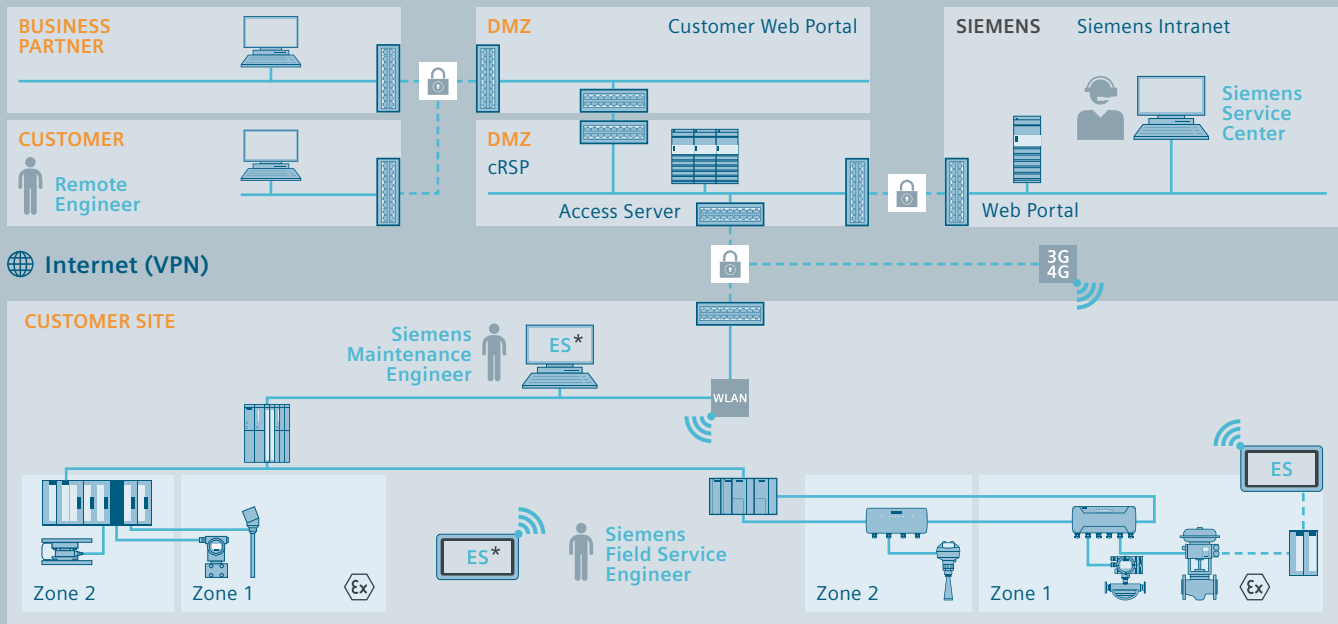 BUSINESS
PARTNER
DMZ
Customer Web Portal
SIEMENS
Siemens Intranet
Siemens
Service
Center
CUSTOMER
Remote
Engineer
DMZ
cRSP
Access Server
Web Portal
Internet (VPN)
3G
4G
CUSTOMER SITE
Siemens
Maintenance
Engineer
ES*
WLAN
ES
ES*
Siemens
Field Service
Engineer
Zone 2
Zone 1
Ex
Zone 2
Zone 1
Ex